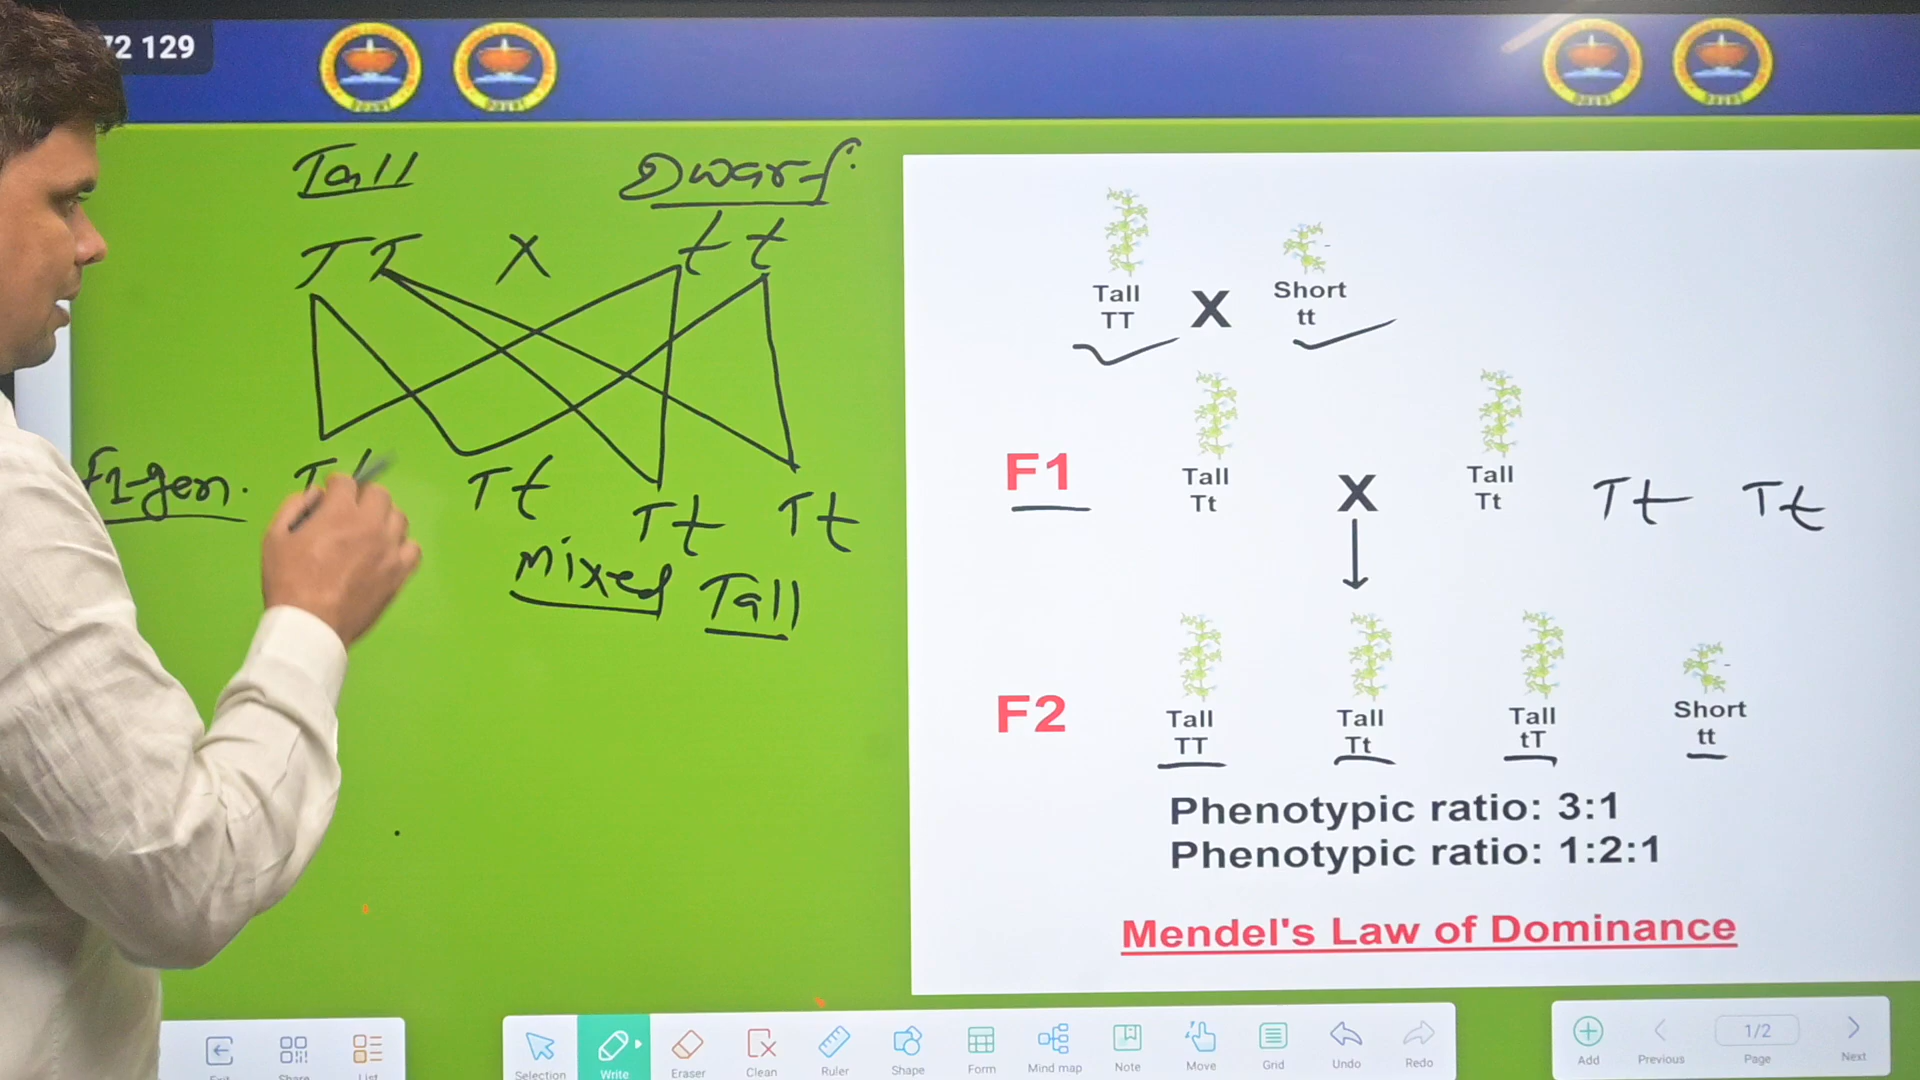 72 129
Tall Dwarf
TT X t t
F1-gen. Tt Tt Tt Tt
mixed Tall
Tall
TT
X
Short
tt
F1
Tall
Tt
X
Tall
Tt
Tt Tt
F2
Tall
TT
Tall
Tt
Tall
tT
Short
tt
Phenotypic ratio: 3:1
Phenotypic ratio: 1:2:1
Mendel's Law of Dominance
Exit Share List
Selection Write Eraser Clean Ruler Shape Form Mind map Note Move Grid Undo Redo
Add Previous 1/2 Page Next